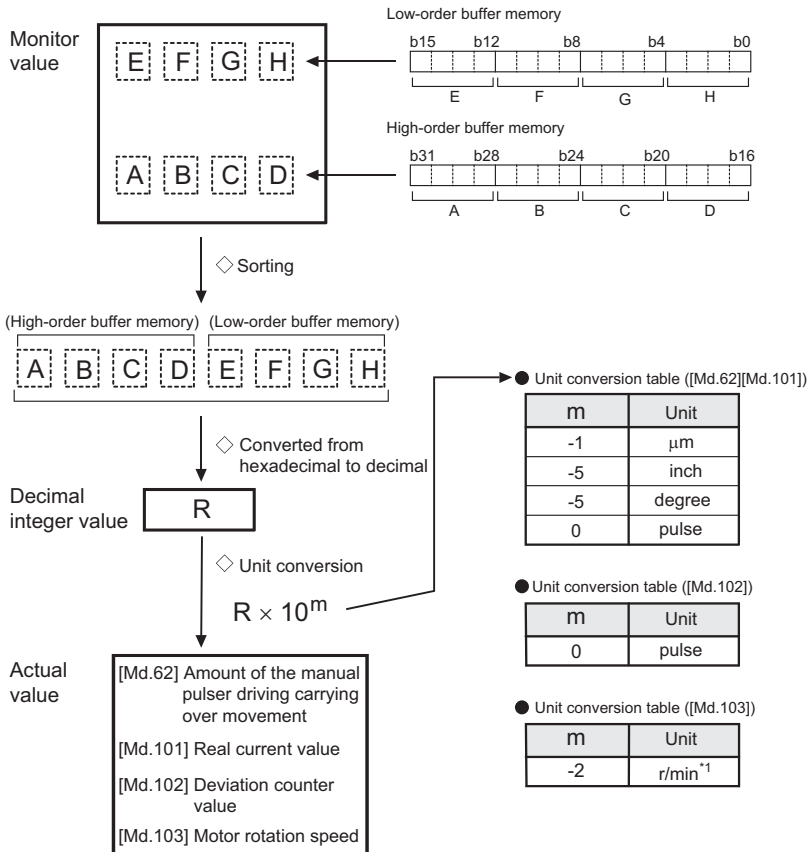 Low-order buffer memory
Monitor
value
b15 b12 b8 b4 b0
E F G H
E F G H
High-order buffer memory
b31 b28 b24 b20 b16
A B C D
A B C D
◇ Sorting
(High-order buffer memory) (Low-order buffer memory)
A B C D E F G H
◇ Converted from
hexadecimal to decimal
Decimal
integer value
R
◇ Unit conversion
R × 10^m
● Unit conversion table ([Md.62][Md.101])
m Unit
-1 μm
-5 inch
-5 degree
0 pulse
● Unit conversion table ([Md.102])
m Unit
0 pulse
● Unit conversion table ([Md.103])
m Unit
-2 r/min*1
Actual
value
[Md.62] Amount of the manual
pulser driving carrying
over movement
[Md.101] Real current value
[Md.102] Deviation counter
value
[Md.103] Motor rotation speed